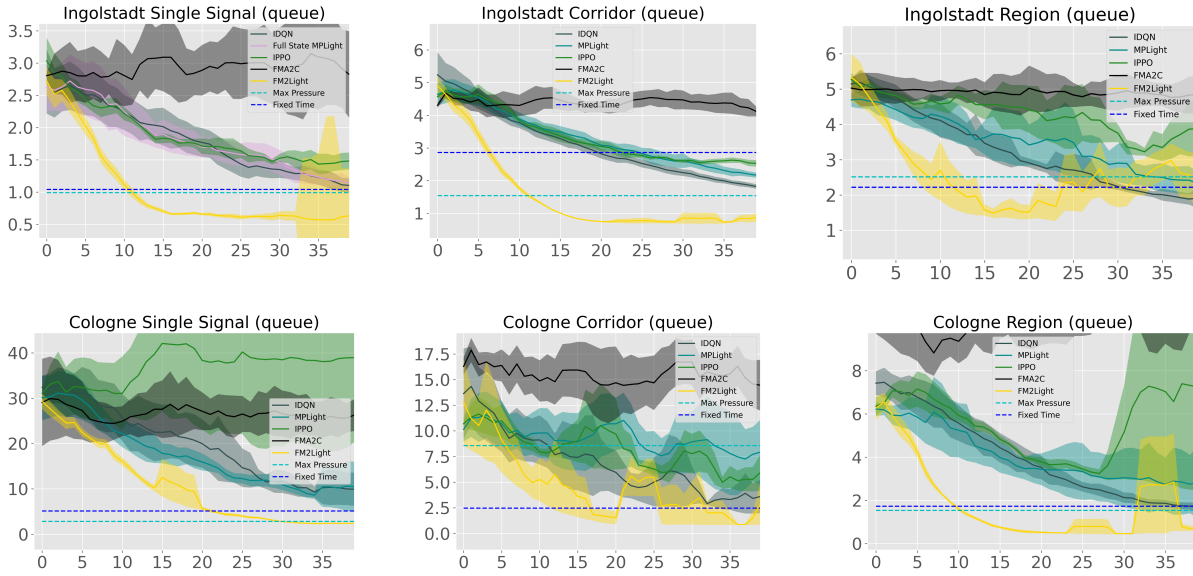 Ingolstadt Single Signal (queue)
3.5
3.0
2.5
2.0
1.5
1.0
0.5
IDQN
Full State MPLight
IPPO
FMA2C
FM2Light
Max Pressure
Fixed Time
0 5 10 15 20 25 30 35
Ingolstadt Corridor (queue)
6
5
4
3
2
1
IDQN
MPLight
IPPO
FMA2C
FM2Light
Max Pressure
Fixed Time
0 5 10 15 20 25 30 35
Ingolstadt Region (queue)
6
5
4
3
2
1
IDQN
MPLight
IPPO
FMA2C
FM2Light
Max Pressure
Fixed Time
0 5 10 15 20 25 30 35
Cologne Single Signal (queue)
40
30
20
10
0
IDQN
MPLight
IPPO
FMA2C
FM2Light
Max Pressure
Fixed Time
0 5 10 15 20 25 30 35
Cologne Corridor (queue)
17.5
15.0
12.5
10.0
7.5
5.0
2.5
0.0
IDQN
MPLight
IPPO
FMA2C
FM2Light
Max Pressure
Fixed Time
0 5 10 15 20 25 30 35
Cologne Region (queue)
8
6
4
2
0
IDQN
MPLight
IPPO
FMA2C
FM2Light
Max Pressure
Fixed Time
0 5 10 15 20 25 30 35